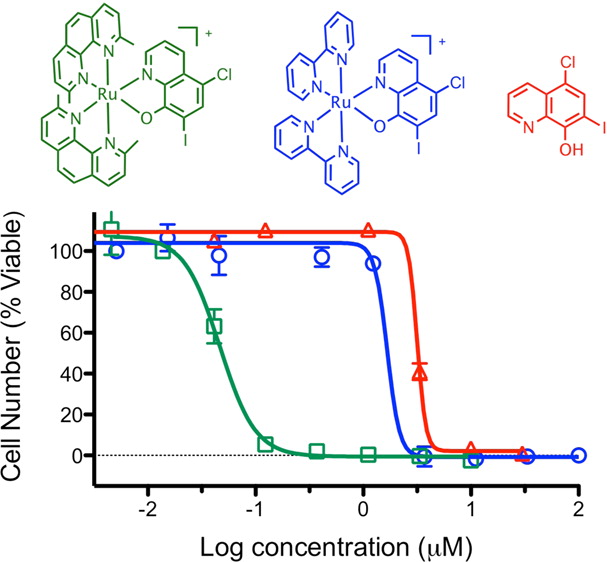 N
N
N
N
N
Ru
O
I
Cl
+
N
N
N
N
N
Ru
O
I
Cl
+
Cl
N
I
OH
Cell Number (% Viable)
100
80
60
40
20
0
-2
-1
0
1
2
Log concentration (μM)